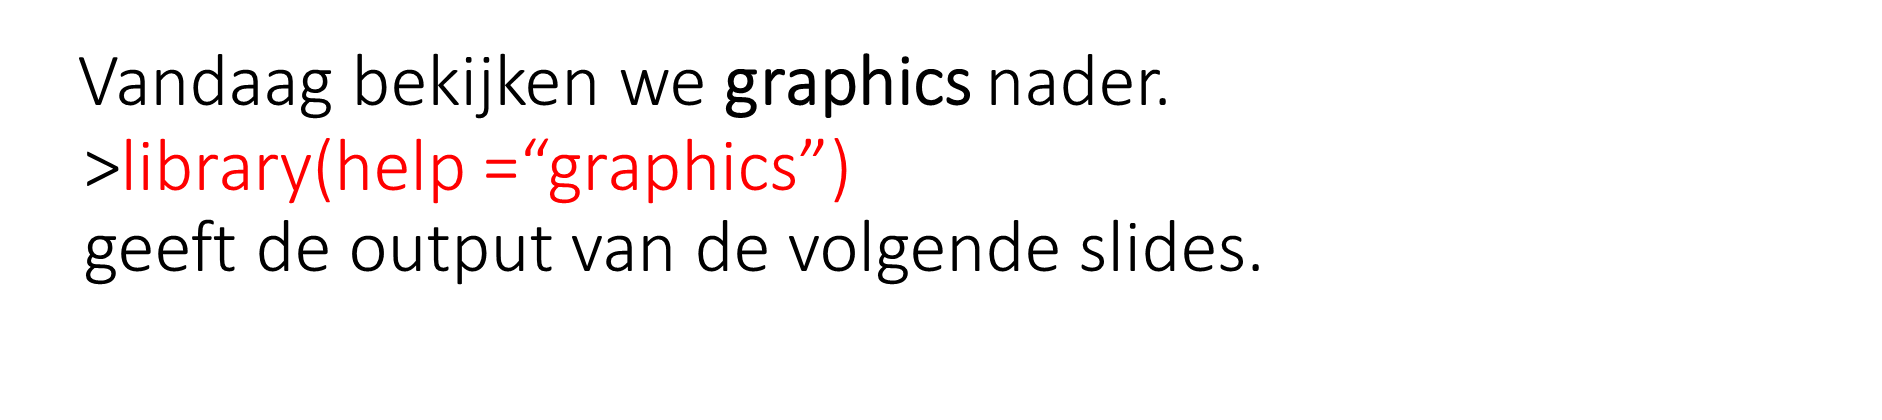 Vandaag bekijken we graphics nader.
>library(help =“graphics”)
geeft de output van de volgende slides.